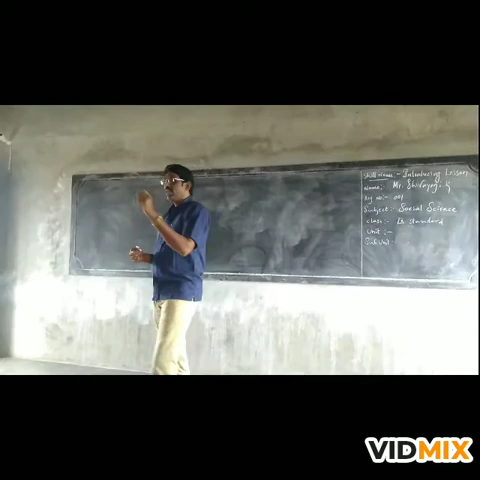 Skill Name:- Introducing Lesson
Name:- Mr. Shivayogi. G
Reg No:- 001
Subject:- Social Science
Class:- standard
Unit:-
VIDMIX